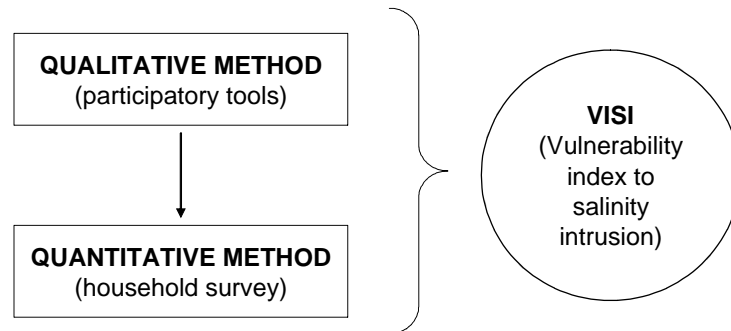 QUALITATIVE METHOD
(participatory tools)
QUANTITATIVE METHOD
(household survey)
VISI
(Vulnerability
index to
salinity
intrusion)